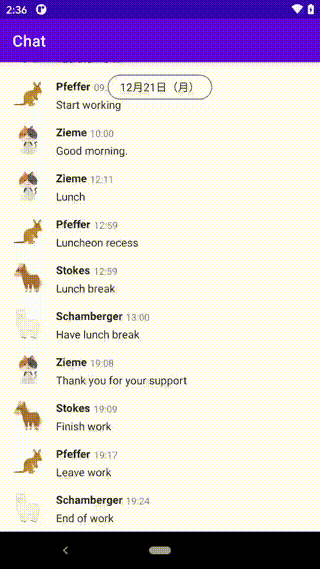 2:36
Chat
Pfeffer 09:
12月21日（月）
Start working
Zieme 10:00
Good morning.
Zieme 12:11
Lunch
Pfeffer 12:59
Luncheon recess
Stokes 12:59
Lunch break
Schamberger 13:00
Have lunch break
Zieme 19:08
Thank you for your support
Stokes 19:09
Finish work
Pfeffer 19:17
Leave work
Schamberger 19:24
End of work